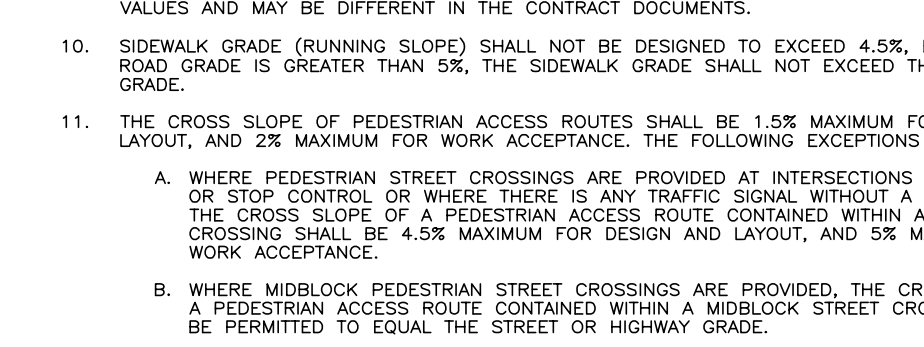 VALUES AND MAY BE DIFFERENT IN THE CONTRACT DOCUMENTS.
10. SIDEWALK GRADE (RUNNING SLOPE) SHALL NOT BE DESIGNED TO EXCEED 4.5%,
ROAD GRADE IS GREATER THAN 5%, THE SIDEWALK GRADE SHALL NOT EXCEED
GRADE.
11. THE CROSS SLOPE OF PEDESTRIAN ACCESS ROUTES SHALL BE 1.5% MAXIMUM
LAYOUT, AND 2% MAXIMUM FOR WORK ACCEPTANCE. THE FOLLOWING EXCEPTIONS
A. WHERE PEDESTRIAN STREET CROSSINGS ARE PROVIDED AT INTERSECTIONS
OR STOP CONTROL OR WHERE THERE IS ANY TRAFFIC SIGNAL WITHOUT A
THE CROSS SLOPE OF A PEDESTRIAN ACCESS ROUTE CONTAINED WITHIN
CROSSING SHALL BE 4.5% MAXIMUM FOR DESIGN AND LAYOUT, AND 5%
WORK ACCEPTANCE.
B. WHERE MIDBLOCK PEDESTRIAN STREET CROSSINGS ARE PROVIDED, THE
A PEDESTRIAN ACCESS ROUTE CONTAINED WITHIN A MIDBLOCK STREET
BE PERMITTED TO EQUAL THE STREET OR HIGHWAY GRADE.